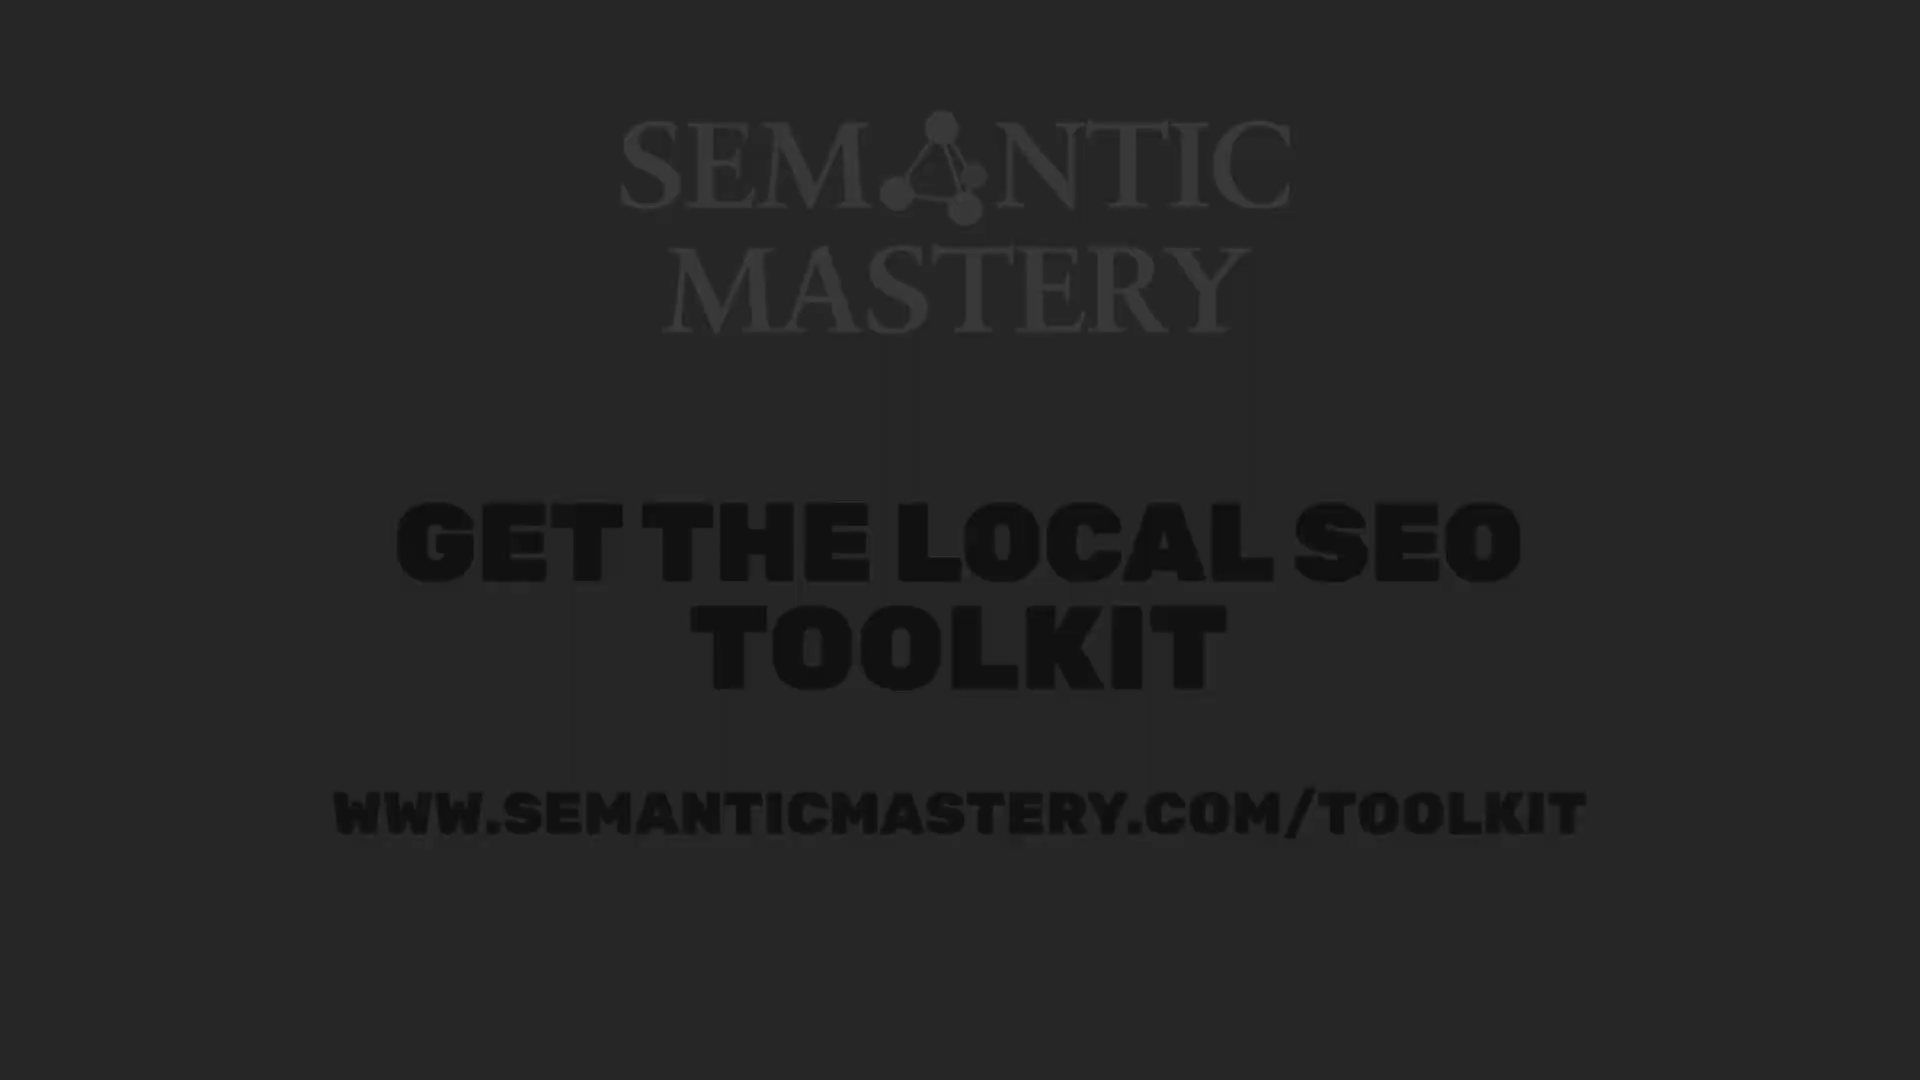 SEMANTIC
MASTERY
GET THE LOCAL SEO
TOOLKIT
WWW.SEMANTICMASTERY.COM/TOOLKIT